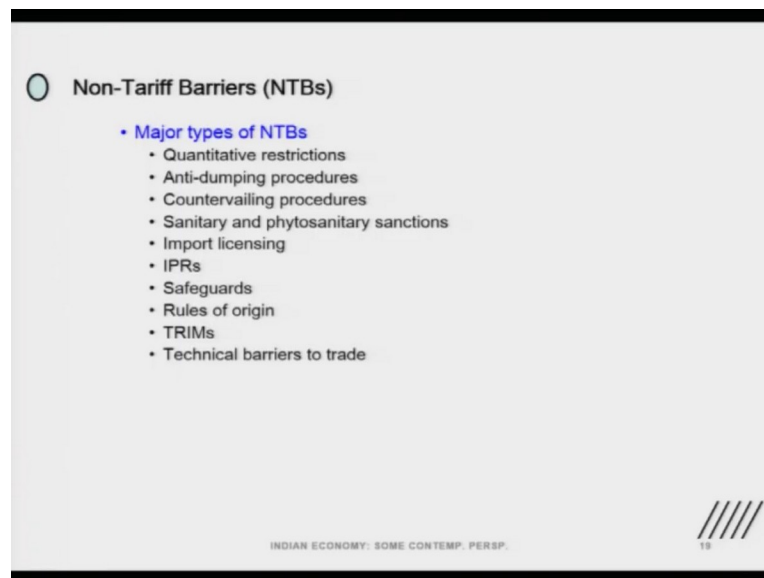 Non-Tariff Barriers (NTBs)
• Major types of NTBs
• Quantitative restrictions
• Anti-dumping procedures
• Countervailing procedures
• Sanitary and phytosanitary sanctions
• Import licensing
• IPRs
• Safeguards
• Rules of origin
• TRIMs
• Technical barriers to trade
INDIAN ECONOMY: SOME CONTEMP. PERSP.
19